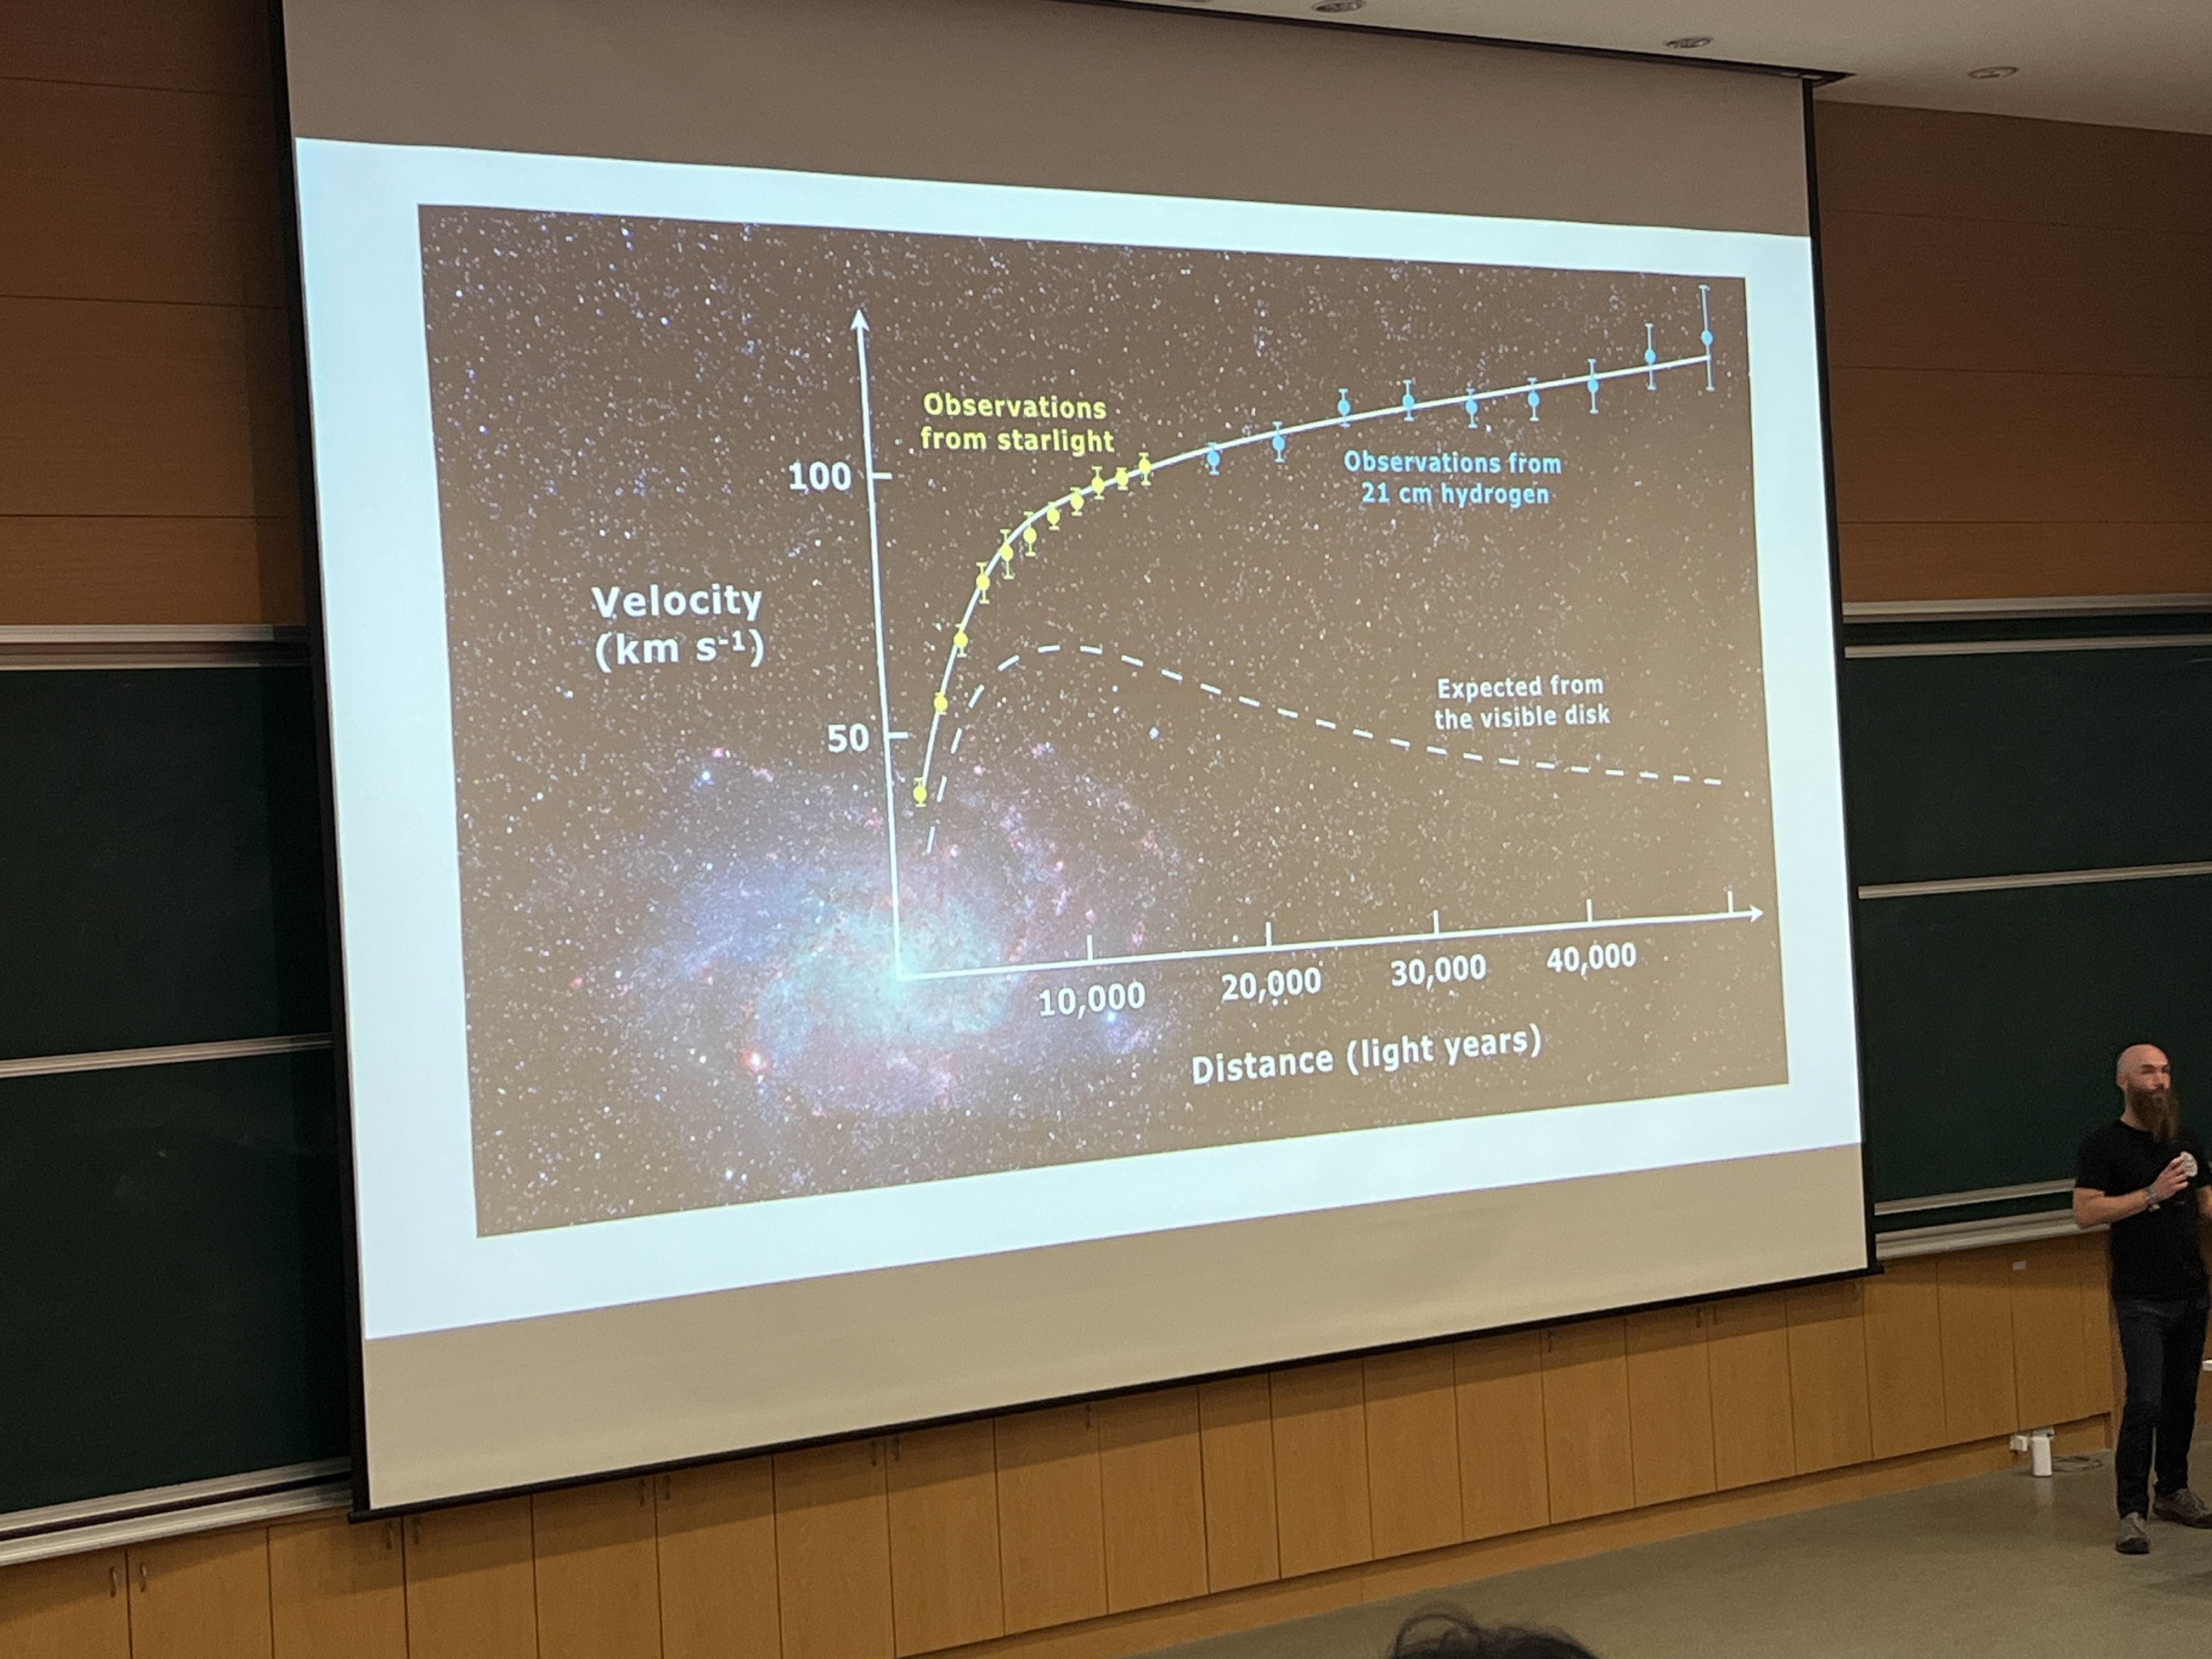 Observations
from starlight
100
Observations from
21 cm hydrogen
Velocity
(km s-1)
Expected from
the visible disk
50
10,000
20,000
30,000
40,000
Distance (light years)